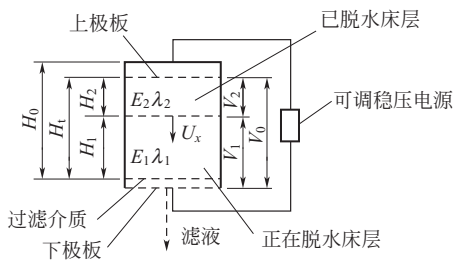 上极板
已脱水床层
H₀
Hₜ
H₂
H₁
E₂λ₂
Uₓ
E₁λ₁
V₂
V₁
V₀
可调稳压电源
过滤介质
下极板
滤液
正在脱水床层